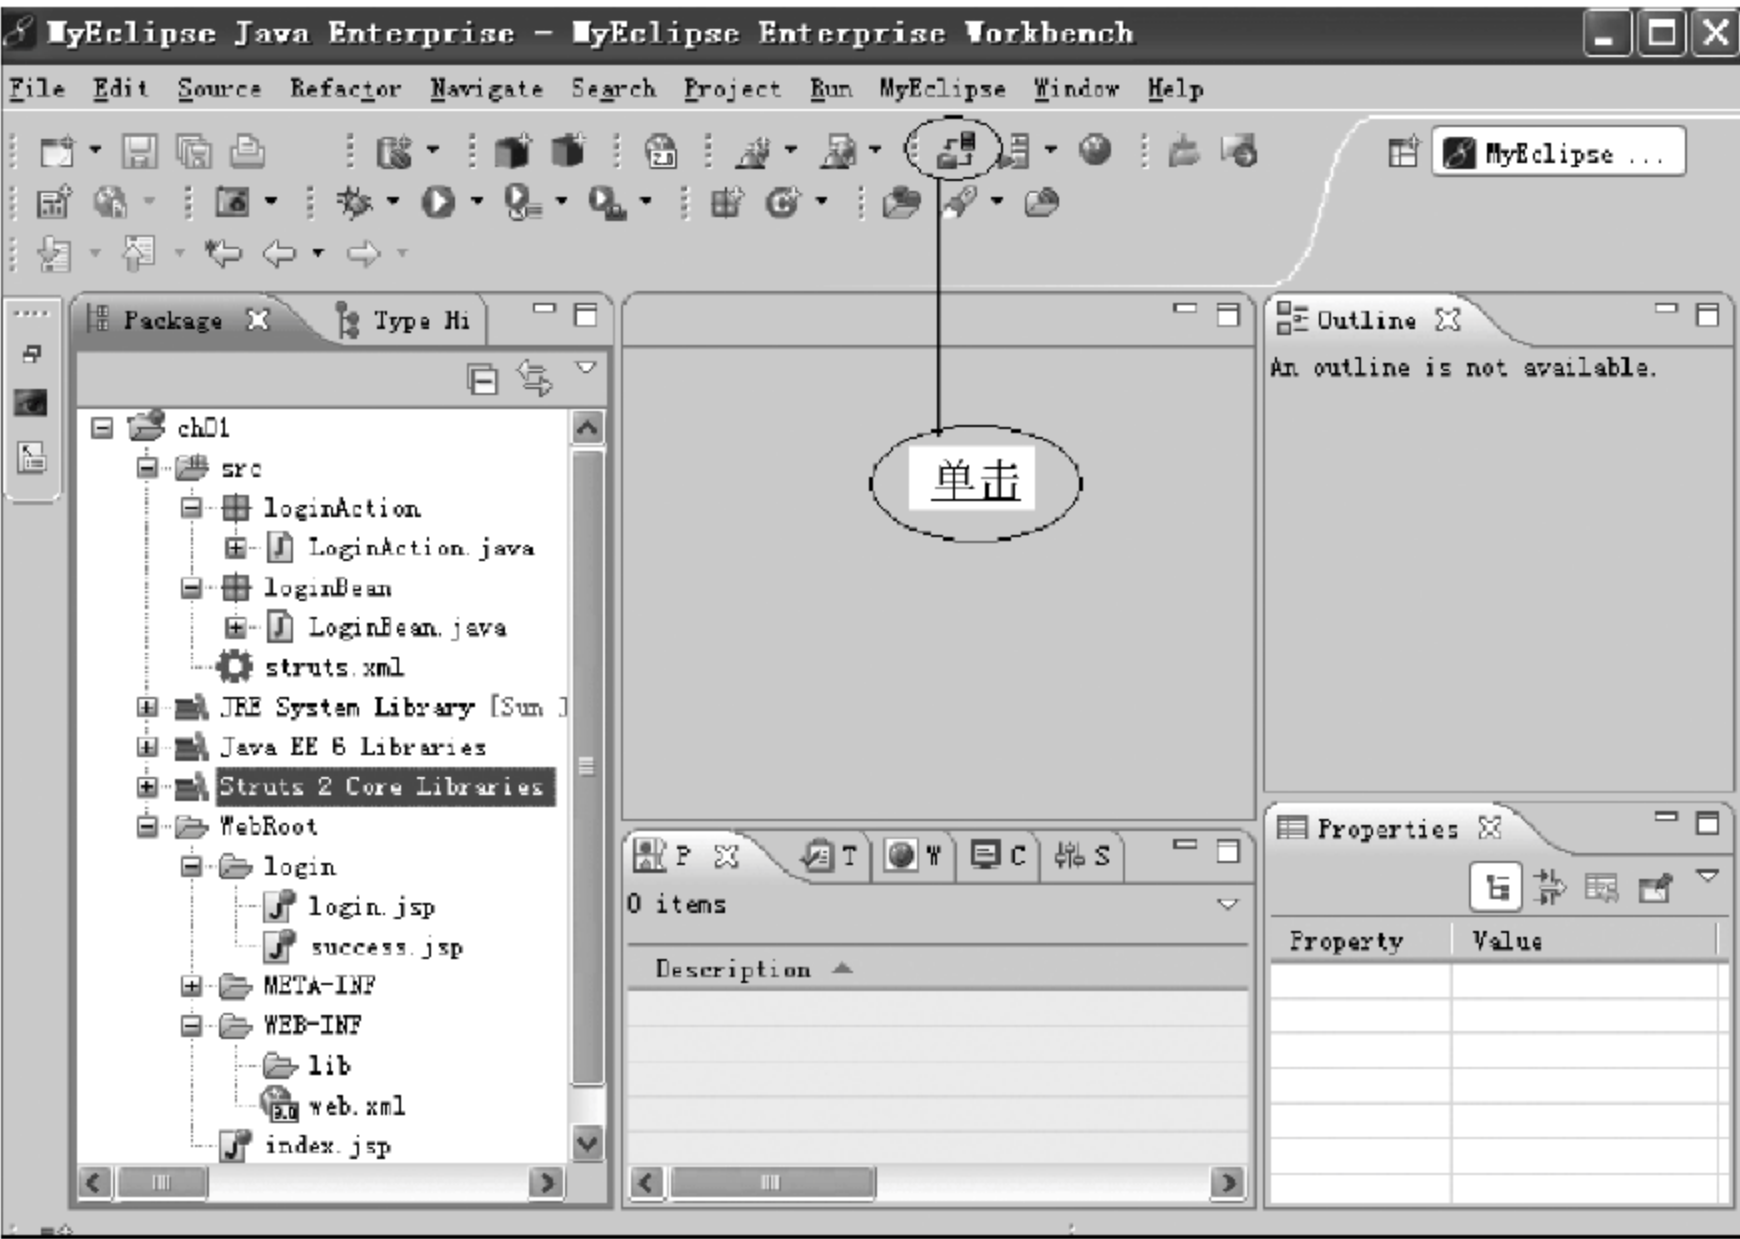 MyEclipse Java Enterprise - MyEclipse Enterprise Workbench
File Edit Source Refactor Navigate Search Project Run MyEclipse Window Help
2.0
MyEclipse ...
Package
Type Hi
Outline
An outline is not available.
单击
ch01
src
loginAction
LoginAction.java
loginBean
LoginBean.java
struts.xml
JRE System Library [Sun J
Java EE 6 Libraries
Struts 2 Core Libraries
WebRoot
login
login.jsp
success.jsp
META-INF
WEB-INF
lib
web.xml
index.jsp
P T W C S
0 items
Description
Properties
Property Value